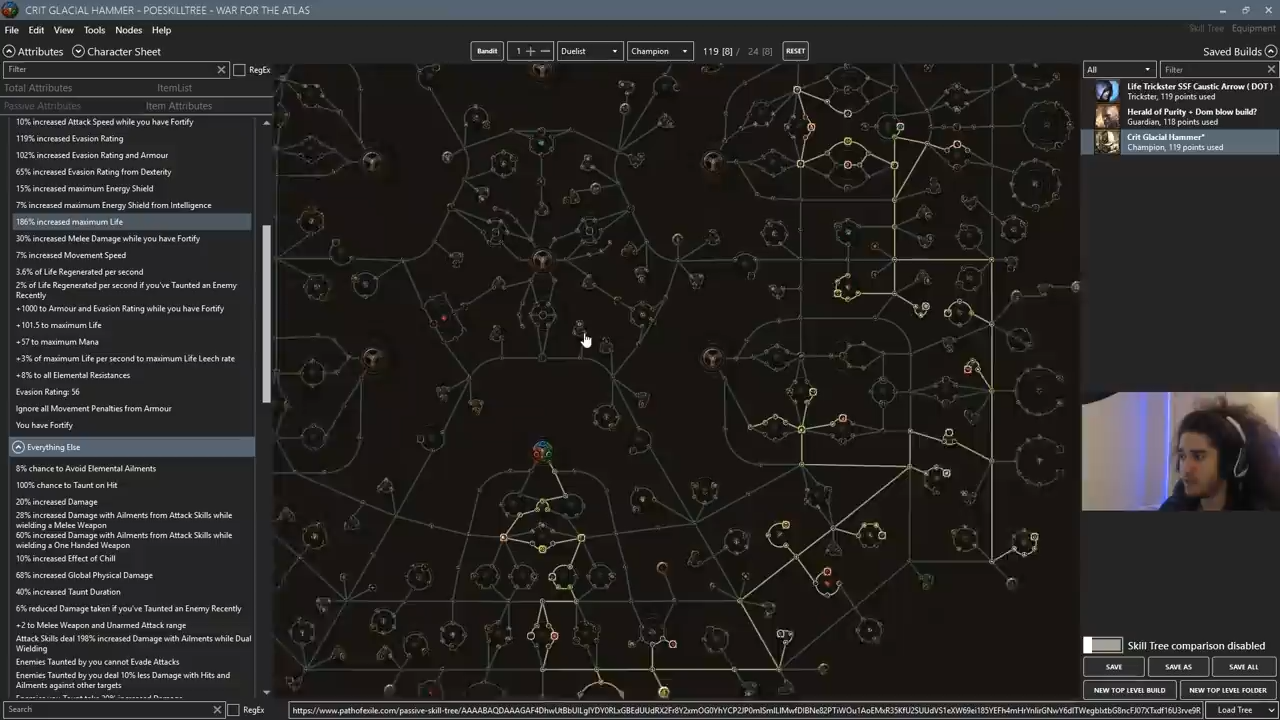 CRIT GLACIAL HAMMER - POESKILLTREE - WAR FOR THE ATLAS
File Edit View Tools Nodes Help
Skill Tree Equipment
Attributes Character Sheet
Bandit 1 Duelist Champion 119 [8] / 24 [8] RESET
Saved Builds
Filter RegEx
All Filter
Total Attributes ItemList
Passive Attributes Item Attributes
10% increased Attack Speed while you have Fortify
119% increased Evasion Rating
102% increased Evasion Rating and Armour
65% increased Evasion Rating from Dexterity
15% increased maximum Energy Shield
7% increased maximum Energy Shield from Intelligence
186% increased maximum Life
30% increased Melee Damage while you have Fortify
7% increased Movement Speed
3.6% of Life Regenerated per second
2% of Life Regenerated per second if you've Taunted an Enemy
Recently
+1000 to Armour and Evasion Rating while you have Fortify
+101.5 to maximum Life
+57 to maximum Mana
+3% of maximum Life per second to maximum Life Leech rate
+8% to all Elemental Resistances
Evasion Rating: 56
Ignore all Movement Penalties from Armour
You have Fortify
Everything Else
8% chance to Avoid Elemental Ailments
100% chance to Taunt on Hit
20% increased Damage
28% increased Damage with Ailments from Attack Skills while
wielding a Melee Weapon
60% increased Damage with Ailments from Attack Skills while
wielding a One Handed Weapon
10% increased Effect of Chill
68% increased Global Physical Damage
40% increased Taunt Duration
6% reduced Damage taken if you've Taunted an Enemy Recently
+2 to Melee Weapon and Unarmed Attack range
Attack Skills deal 198% increased Damage with Ailments while Dual
Wielding
Enemies Taunted by you cannot Evade Attacks
Enemies Taunted by you deal 10% less Damage with Hits and
Ailments against other targets
Search RegEx
Life Trickster SSF Caustic Arrow ( DOT )
Trickster, 119 points used
Herald of Purity + Dom blow build?
Guardian, 118 points used
Crit Glacial Hammer*
Champion, 119 points used
Skill Tree comparison disabled
SAVE SAVE AS SAVE ALL
NEW TOP LEVEL BUILD NEW TOP LEVEL FOLDER
Load Tree